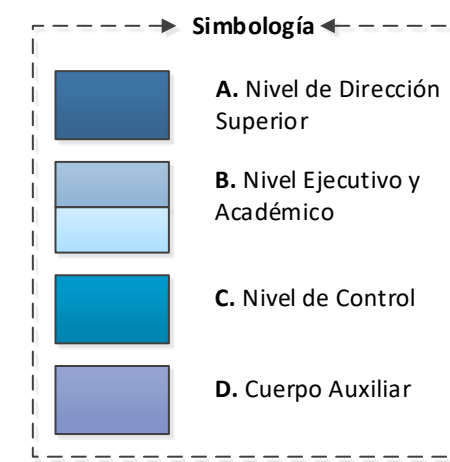 Simbología
A. Nivel de Dirección
Superior
B. Nivel Ejecutivo y
Académico
C. Nivel de Control
D. Cuerpo Auxiliar